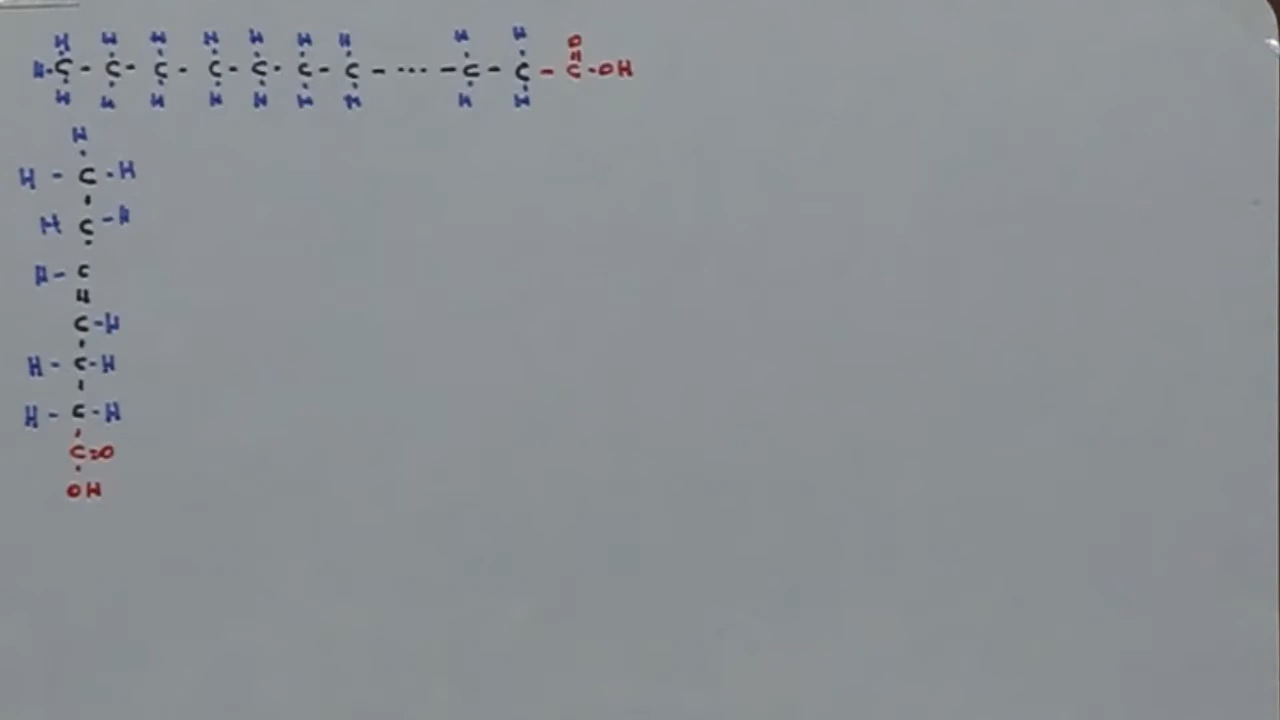 H H H H H H H H H
H-C-C-C-C-C-C-C-...-C-C-C-OH
O
H H H H H H H H H
H
H-C-H
H C-H
H-C
=
C-H
H-C-H
H-C-H
C=O
OH